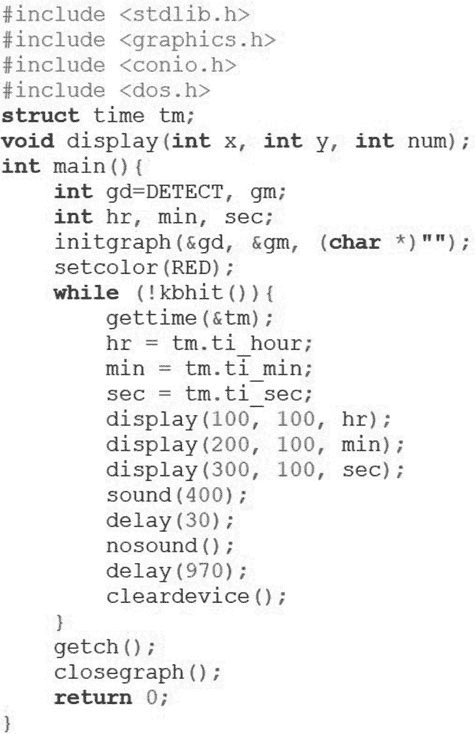 #include <stdlib.h>
#include <graphics.h>
#include <conio.h>
#include <dos.h>
struct time tm;
void display(int x, int y, int num);
int main(){
    int gd=DETECT, gm;
    int hr, min, sec;
    initgraph(&gd, &gm, (char *)"");
    setcolor(RED);
    while (!kbhit()){
        gettime(&tm);
        hr = tm.ti_hour;
        min = tm.ti_min;
        sec = tm.ti_sec;
        display(100, 100, hr);
        display(200, 100, min);
        display(300, 100, sec);
        sound(400);
        delay(30);
        nosound();
        delay(970);
        cleardevice();
    }
    getch();
    closegraph();
    return 0;
}